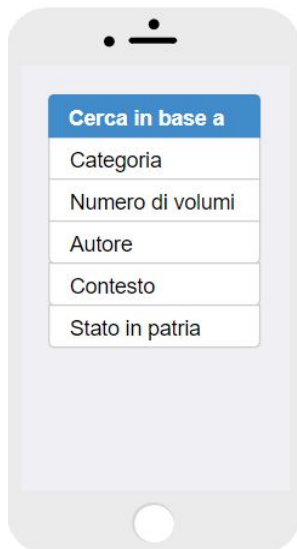 Cerca in base a
Categoria
Numero di volumi
Autore
Contesto
Stato in patria